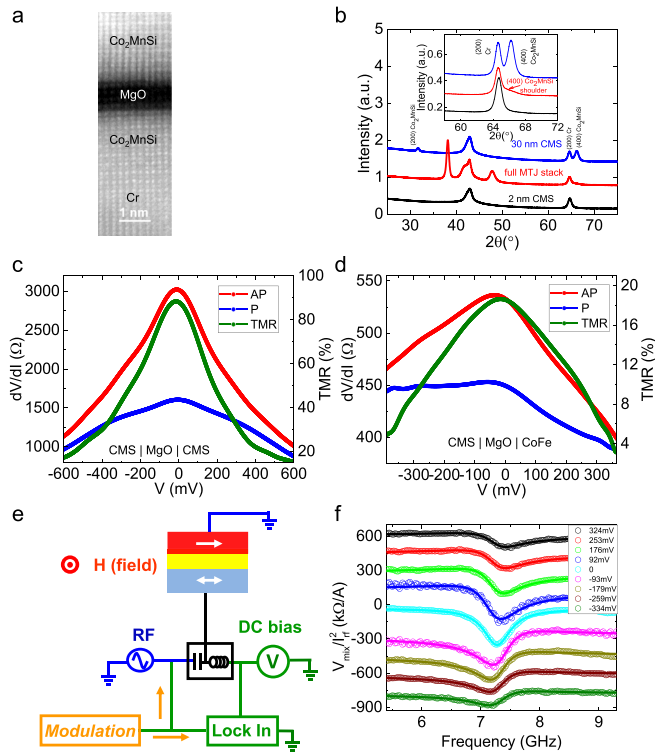 a
Co2MnSi
MgO
Co2MnSi
Cr
1 nm
b
Intensity (a.u.)
5
4
3
2
1
0
30 40 50 60 70
2θ(°)
(200) Co2MnSi
(200) Cr
(400) Co2MnSi
30 nm CMS
full MTJ stack
2 nm CMS
Intensity (a.u.)
0.8
0.6
0.4
0.2
60 64 68 72
2θ(°)
(200)
Cr
(400)
Co2MnSi
(400) Co2MnSi
shoulder
c
dV/dI (Ω)
3000
2500
2000
1500
1000
-600 -400 -200 0 200 400 600
V (mV)
100
80
60
40
20
TMR (%)
AP
P
TMR
CMS | MgO | CMS
d
dV/dI (Ω)
550
500
450
400
-300 -200 -100 0 100 200 300
V (mV)
20
16
12
8
4
TMR (%)
AP
P
TMR
CMS | MgO | CoFe
e
H (field)
RF
DC bias
V
Modulation
Lock In
f
Vmix/I²rf (kΩ/A)
600
300
0
-300
-600
-900
6 7 8 9
Frequency (GHz)
324mV
253mV
176mV
92mV
0
-93mV
-179mV
-259mV
-334mV